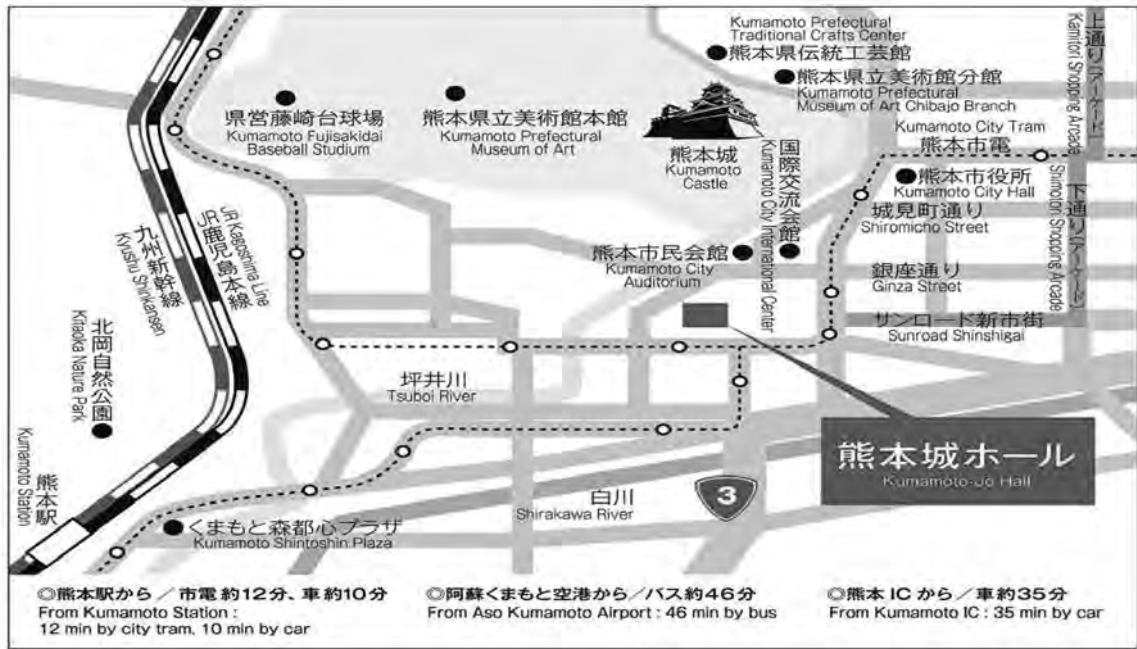 Kumamoto Prefectural
Traditional Crafts Center
熊本県伝統工芸館
熊本県立美術館分館
Kumamoto Prefectural
Museum of Art Chibajo Branch
上通り(アーケード)
Kamitori Shopping Arcade
県営藤崎台球場
Kumamoto Fujisakidai
Baseball Studium
熊本県立美術館本館
Kumamoto Prefectural
Museum of Art
熊本城
Kumamoto
Castle
国際交流会館
Kumamoto City International Center
Kumamoto City Tram
熊本市電
熊本市役所
Kumamoto City Hall
城見町通り
Shiromicho Street
下通り(アーケード)
Shimotori Shopping Arcade
熊本市民会館
Kumamoto City
Auditorium
銀座通り
Ginza Street
サンロード新市街
Sunroad Shinshigai
九州新幹線
Kyushu Shinkansen
JR鹿児島本線
JR Kagoshima Line
北岡自然公園
Kitaoka Nature Park
坪井川
Tsuboi River
熊本城ホール
Kumamoto-Jo Hall
熊本駅
Kumamoto Station
白川
Shirakawa River
3
くまもと森都心プラザ
Kumamoto Shintoshin Plaza
◎熊本駅から/市電約12分、車約10分
From Kumamoto Station :
12 min by city tram, 10 min by car
◎阿蘇くまもと空港から/バス約46分
From Aso Kumamoto Airport : 46 min by bus
◎熊本 IC から/車約35分
From Kumamoto IC : 35 min by car